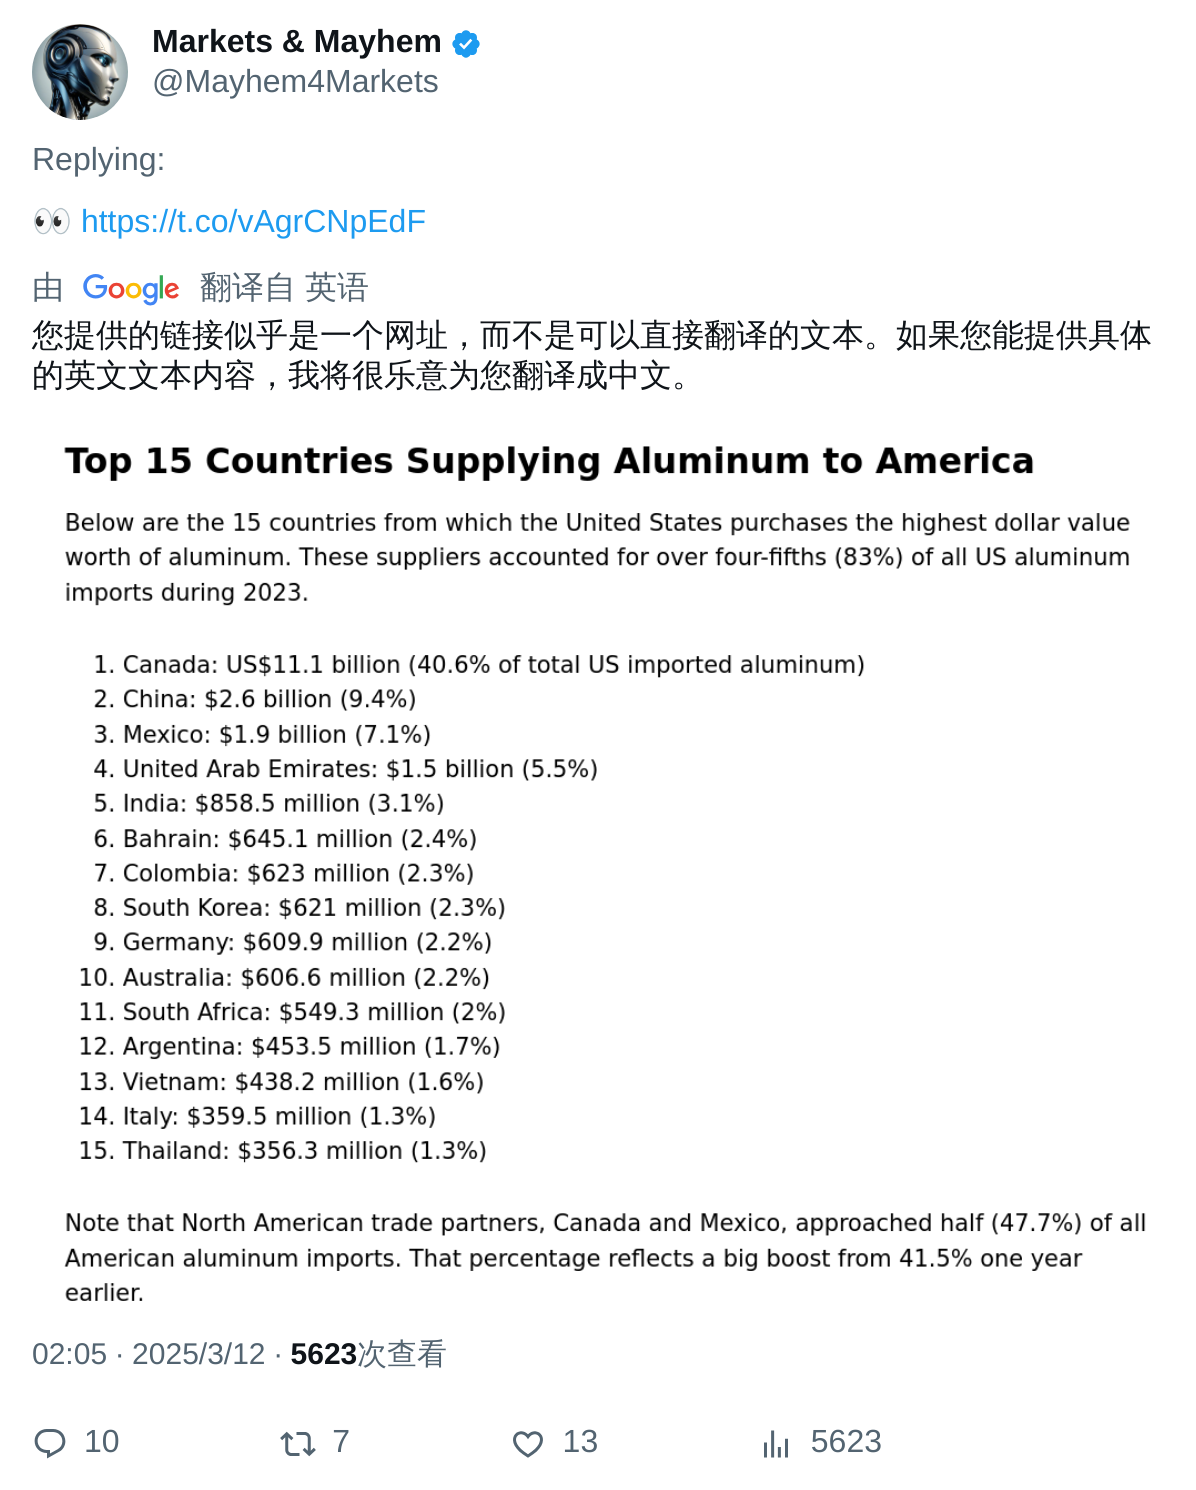 Markets & Mayhem
@Mayhem4Markets
Replying:
👀 https://t.co/vAgrCNpEdF
由 Google 翻译自 英语
您提供的链接似乎是一个网址，而不是可以直接翻译的文本。如果您能提供具体
的英文文本内容，我将很乐意为您翻译成中文。
Top 15 Countries Supplying Aluminum to America
Below are the 15 countries from which the United States purchases the highest dollar value
worth of aluminum. These suppliers accounted for over four-fifths (83%) of all US aluminum
imports during 2023.
1. Canada: US$11.1 billion (40.6% of total US imported aluminum)
2. China: $2.6 billion (9.4%)
3. Mexico: $1.9 billion (7.1%)
4. United Arab Emirates: $1.5 billion (5.5%)
5. India: $858.5 million (3.1%)
6. Bahrain: $645.1 million (2.4%)
7. Colombia: $623 million (2.3%)
8. South Korea: $621 million (2.3%)
9. Germany: $609.9 million (2.2%)
10. Australia: $606.6 million (2.2%)
11. South Africa: $549.3 million (2%)
12. Argentina: $453.5 million (1.7%)
13. Vietnam: $438.2 million (1.6%)
14. Italy: $359.5 million (1.3%)
15. Thailand: $356.3 million (1.3%)
Note that North American trade partners, Canada and Mexico, approached half (47.7%) of all
American aluminum imports. That percentage reflects a big boost from 41.5% one year
earlier.
02:05 · 2025/3/12 · 5623次查看
10 7 13 5623